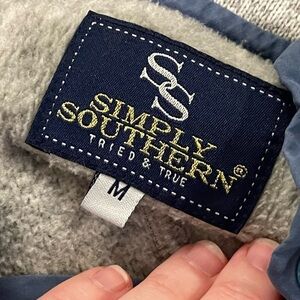 SS
SIMPLY
SOUTHERN®
TRIED & TRUE
M